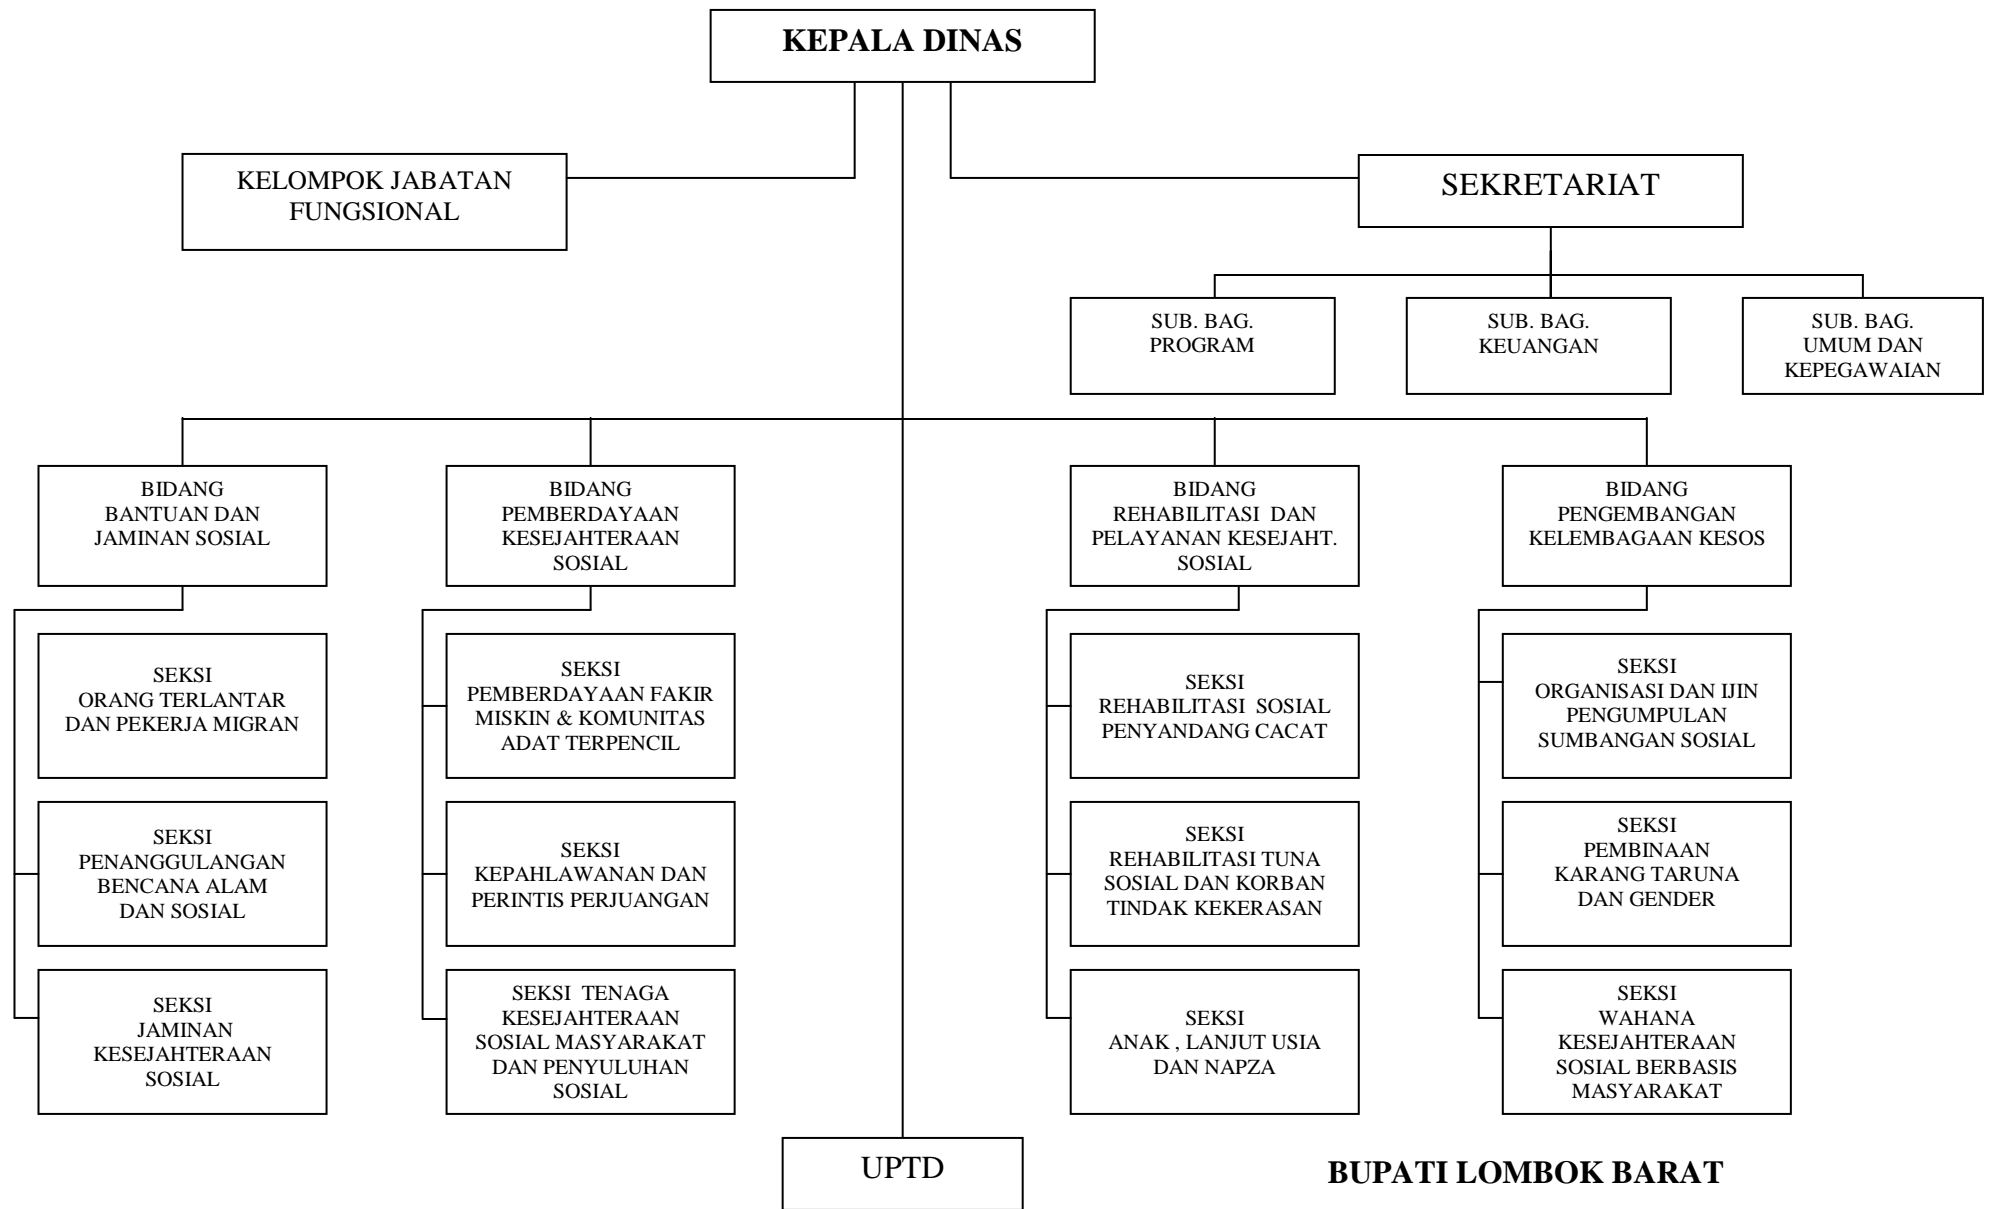 KEPALA DINAS
KELOMPOK JABATAN
FUNGSIONAL
SEKRETARIAT
SUB. BAG.
PROGRAM
SUB. BAG.
KEUANGAN
SUB. BAG.
UMUM DAN
KEPEGAWAIAN
BIDANG
BANTUAN DAN
JAMINAN SOSIAL
BIDANG
PEMBERDAYAAN
KESEJAHTERAAN
SOSIAL
BIDANG
REHABILITASI DAN
PELAYANAN KESEJAHT.
SOSIAL
BIDANG
PENGEMBANGAN
KELEMBAGAAN KESOS
SEKSI
ORANG TERLANTAR
DAN PEKERJA MIGRAN
SEKSI
PEMBERDAYAAN FAKIR
MISKIN & KOMUNITAS
ADAT TERPENCIL
SEKSI
REHABILITASI SOSIAL
PENYANDANG CACAT
SEKSI
ORGANISASI DAN IJIN
PENGUMPULAN
SUMBANGAN SOSIAL
SEKSI
PENANGGULANGAN
BENCANA ALAM
DAN SOSIAL
SEKSI
KEPAHLAWANAN DAN
PERINTIS PERJUANGAN
SEKSI
REHABILITASI TUNA
SOSIAL DAN KORBAN
TINDAK KEKERASAN
SEKSI
PEMBINAAN
KARANG TARUNA
DAN GENDER
SEKSI
JAMINAN
KESEJAHTERAAN
SOSIAL
SEKSI TENAGA
KESEJAHTERAAN
SOSIAL MASYARAKAT
DAN PENYULUHAN
SOSIAL
SEKSI
ANAK , LANJUT USIA
DAN NAPZA
SEKSI
WAHANA
KESEJAHTERAAN
SOSIAL BERBASIS
MASYARAKAT
UPTD
BUPATI LOMBOK BARAT